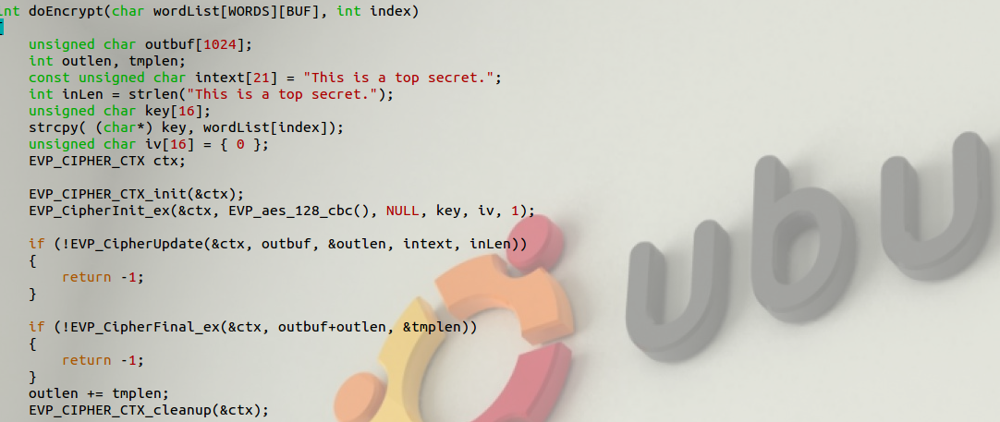 int doEncrypt(char wordList[WORDS][BUF], int index)
{
    unsigned char outbuf[1024];
    int outlen, tmplen;
    const unsigned char intext[21] = "This is a top secret.";
    int inLen = strlen("This is a top secret.");
    unsigned char key[16];
    strcpy( (char*) key, wordList[index]);
    unsigned char iv[16] = { 0 };
    EVP_CIPHER_CTX ctx;

    EVP_CIPHER_CTX_init(&ctx);
    EVP_CipherInit_ex(&ctx, EVP_aes_128_cbc(), NULL, key, iv, 1);

    if (!EVP_CipherUpdate(&ctx, outbuf, &outlen, intext, inLen))
    {
        return -1;
    }

    if (!EVP_CipherFinal_ex(&ctx, outbuf+outlen, &tmplen))
    {
        return -1;
    }
    outlen += tmplen;
    EVP_CIPHER_CTX_cleanup(&ctx);
ubu